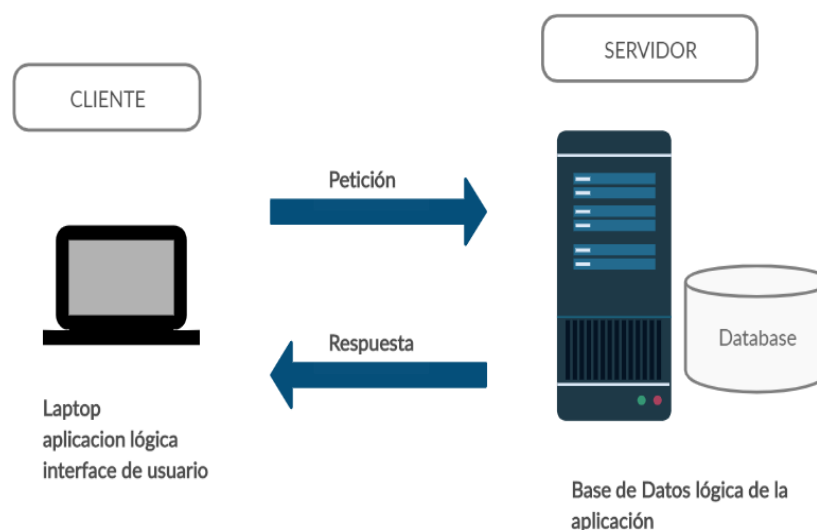 SERVIDOR
CLIENTE
Petición
Respuesta
Database
Laptop
aplicacion lógica
interface de usuario
Base de Datos lógica de la
aplicación